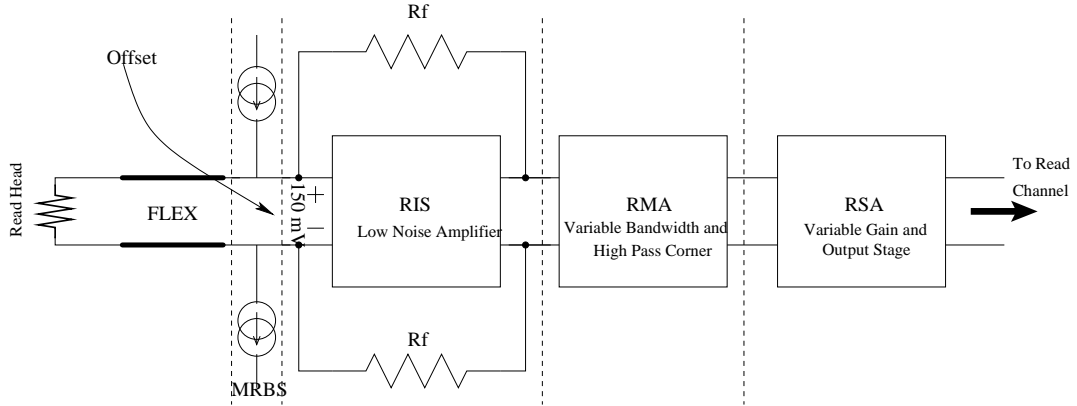 Rf
Offset
Read Head
FLEX
MRBS
+
150 mV
−
RIS
Low Noise Amplifier
Rf
RMA
Variable Bandwidth and
High Pass Corner
RSA
Variable Gain and
Output Stage
To Read
Channel